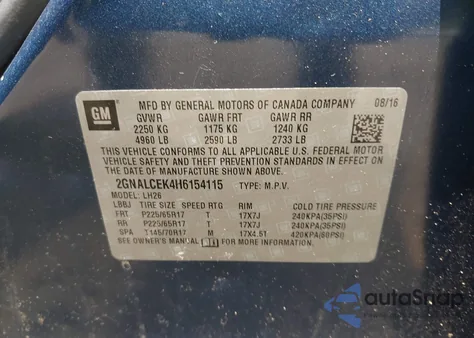 GM
MFD BY GENERAL MOTORS OF CANADA COMPANY 08/16
GVWR GAWR FRT GAWR RR
2250 KG 1175 KG 1240 KG
4960 LB 2590 LB 2733 LB
THIS VEHICLE CONFORMS TO ALL APPLICABLE U.S. FEDERAL MOTOR
VEHICLE SAFETY AND THEFT PREVENTION STANDARDS IN EFFECT ON
THE DATE OF MANUFACTURE SHOWN ABOVE.
2GNALCEK4H6154115 TYPE: M.P.V.
MODEL: LH26
LBBJ TIRE SIZE SPEED RTG RIM COLD TIRE PRESSURE
FRT P225/65R17 T 17X7J 240KPA(35PSI)
RR P225/65R17 T 17X7J 240KPA(35PSI)
SPA T145/70R17 M 17X4.5T 420KPA(60PSI)
SEE OWNER'S MANUAL FOR MORE INFORMATION.
autoSnap